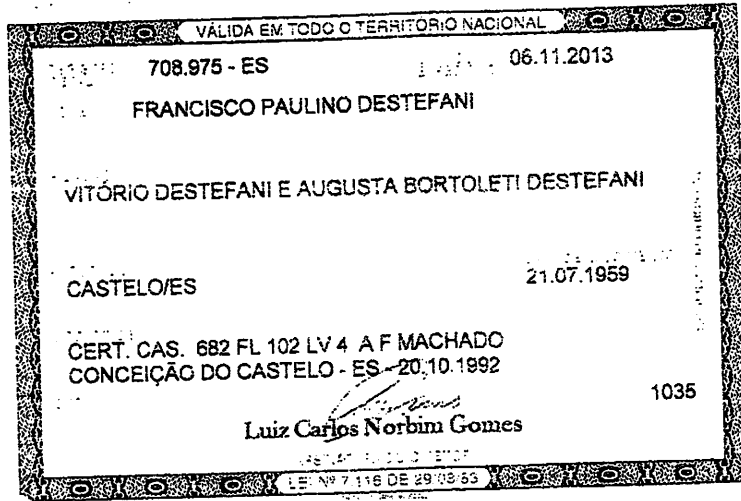 VÁLIDA EM TODO O TERRITÓRIO NACIONAL
708.975 - ES 06.11.2013
FRANCISCO PAULINO DESTEFANI
VITÓRIO DESTEFANI E AUGUSTA BORTOLETI DESTEFANI
CASTELO/ES 21.07.1959
CERT. CAS. 682 FL 102 LV 4 A F MACHADO
CONCEIÇÃO DO CASTELO - ES - 20.10.1992
1035
Luiz Carlos Norbim Gomes
LEI Nº 7.116 DE 29/08/83